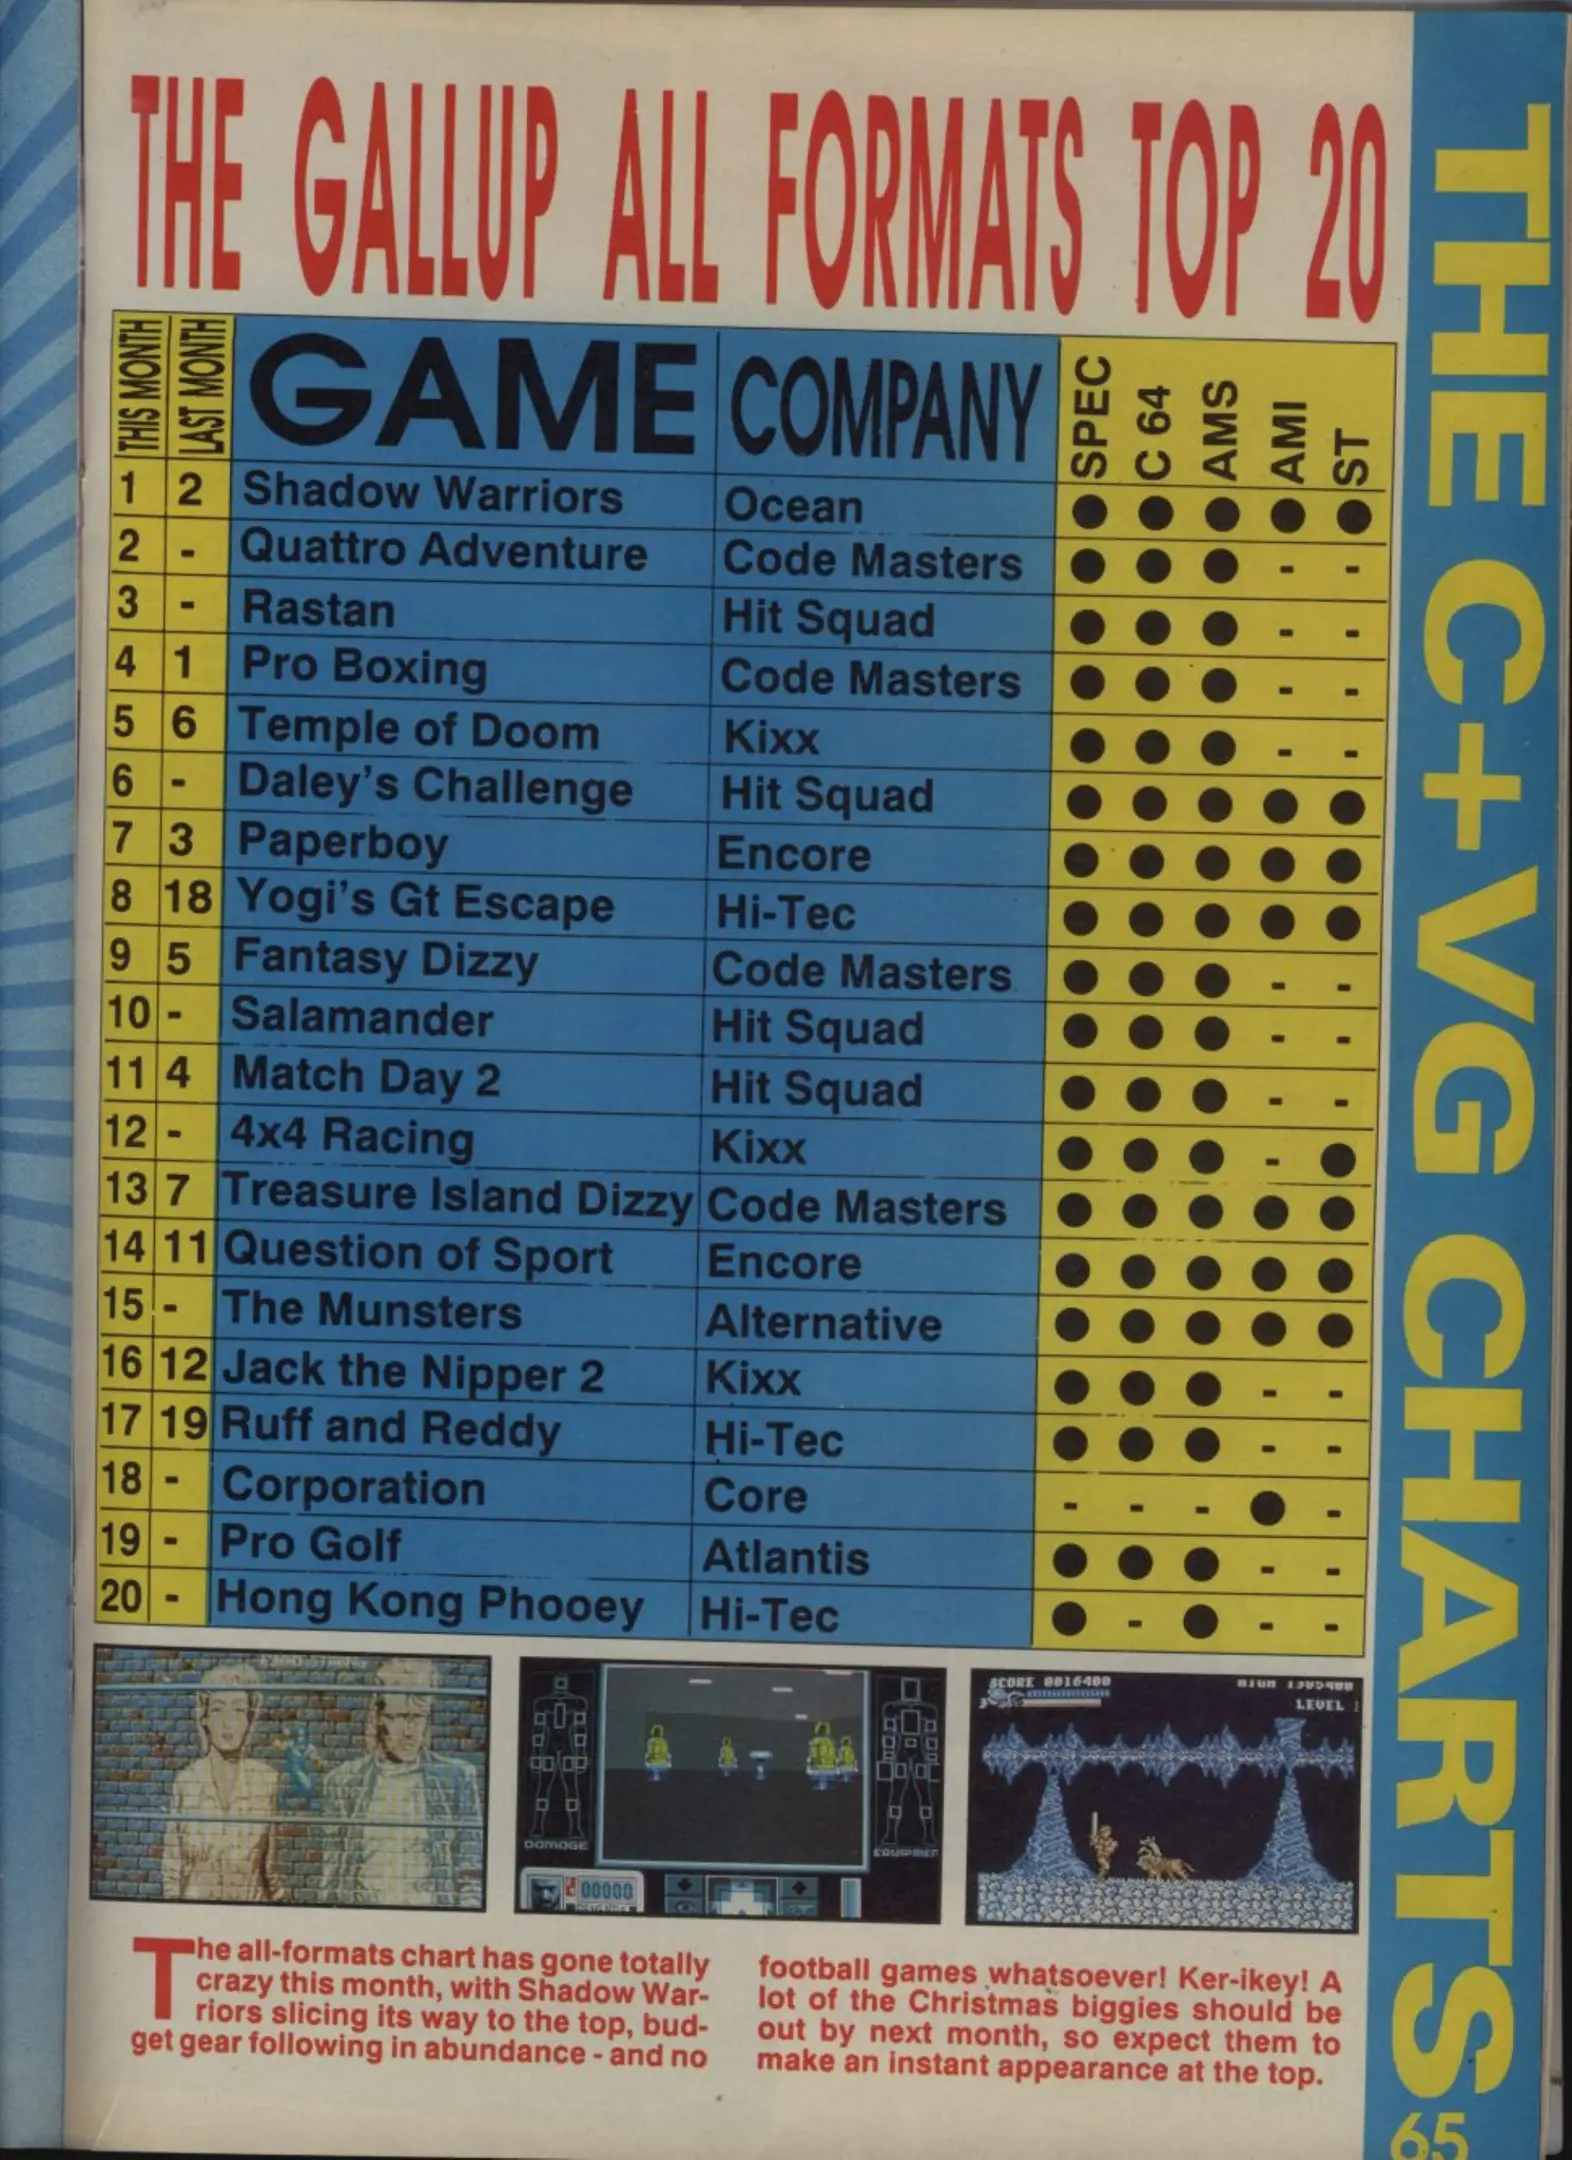 THE GALLUP ALL FORMATS TOP 20
THIS MONTH LAST MONTH GAME COMPANY SPEC C 64 AMS AMI ST
1 2 Shadow Warriors Ocean ● ● ● ● ●
2 - Quattro Adventure Code Masters ● ● ● - -
3 - Rastan Hit Squad ● ● ● - -
4 1 Pro Boxing Code Masters ● ● ● - -
5 6 Temple of Doom Kixx ● ● ● - -
6 - Daley's Challenge Hit Squad ● ● ● ● ●
7 3 Paperboy Encore ● ● ● ● ●
8 18 Yogi's Gt Escape Hi-Tec ● ● ● ● ●
9 5 Fantasy Dizzy Code Masters ● ● ● - -
10 - Salamander Hit Squad ● ● ● - -
11 4 Match Day 2 Hit Squad ● ● ● - -
12 - 4x4 Racing Kixx ● ● ● - ●
13 7 Treasure Island Dizzy Code Masters ● ● ● ● ●
14 11 Question of Sport Encore ● ● ● ● ●
15 - The Munsters Alternative ● ● ● ● ●
16 12 Jack the Nipper 2 Kixx ● ● ● - -
17 19 Ruff and Reddy Hi-Tec ● ● ● - -
18 - Corporation Core - - - ● -
19 - Pro Golf Atlantis ● ● ● - -
20 - Hong Kong Phooey Hi-Tec ● - ● - -
DAMAGE
00000
SCORE 0016400
LEVEL
The all-formats chart has gone totally
crazy this month, with Shadow War-
riors slicing its way to the top, bud-
get gear following in abundance - and no
football games whatsoever! Ker-ikey! A
lot of the Christmas biggies should be
out by next month, so expect them to
make an instant appearance at the top.
THE C+VG CHARTS
65